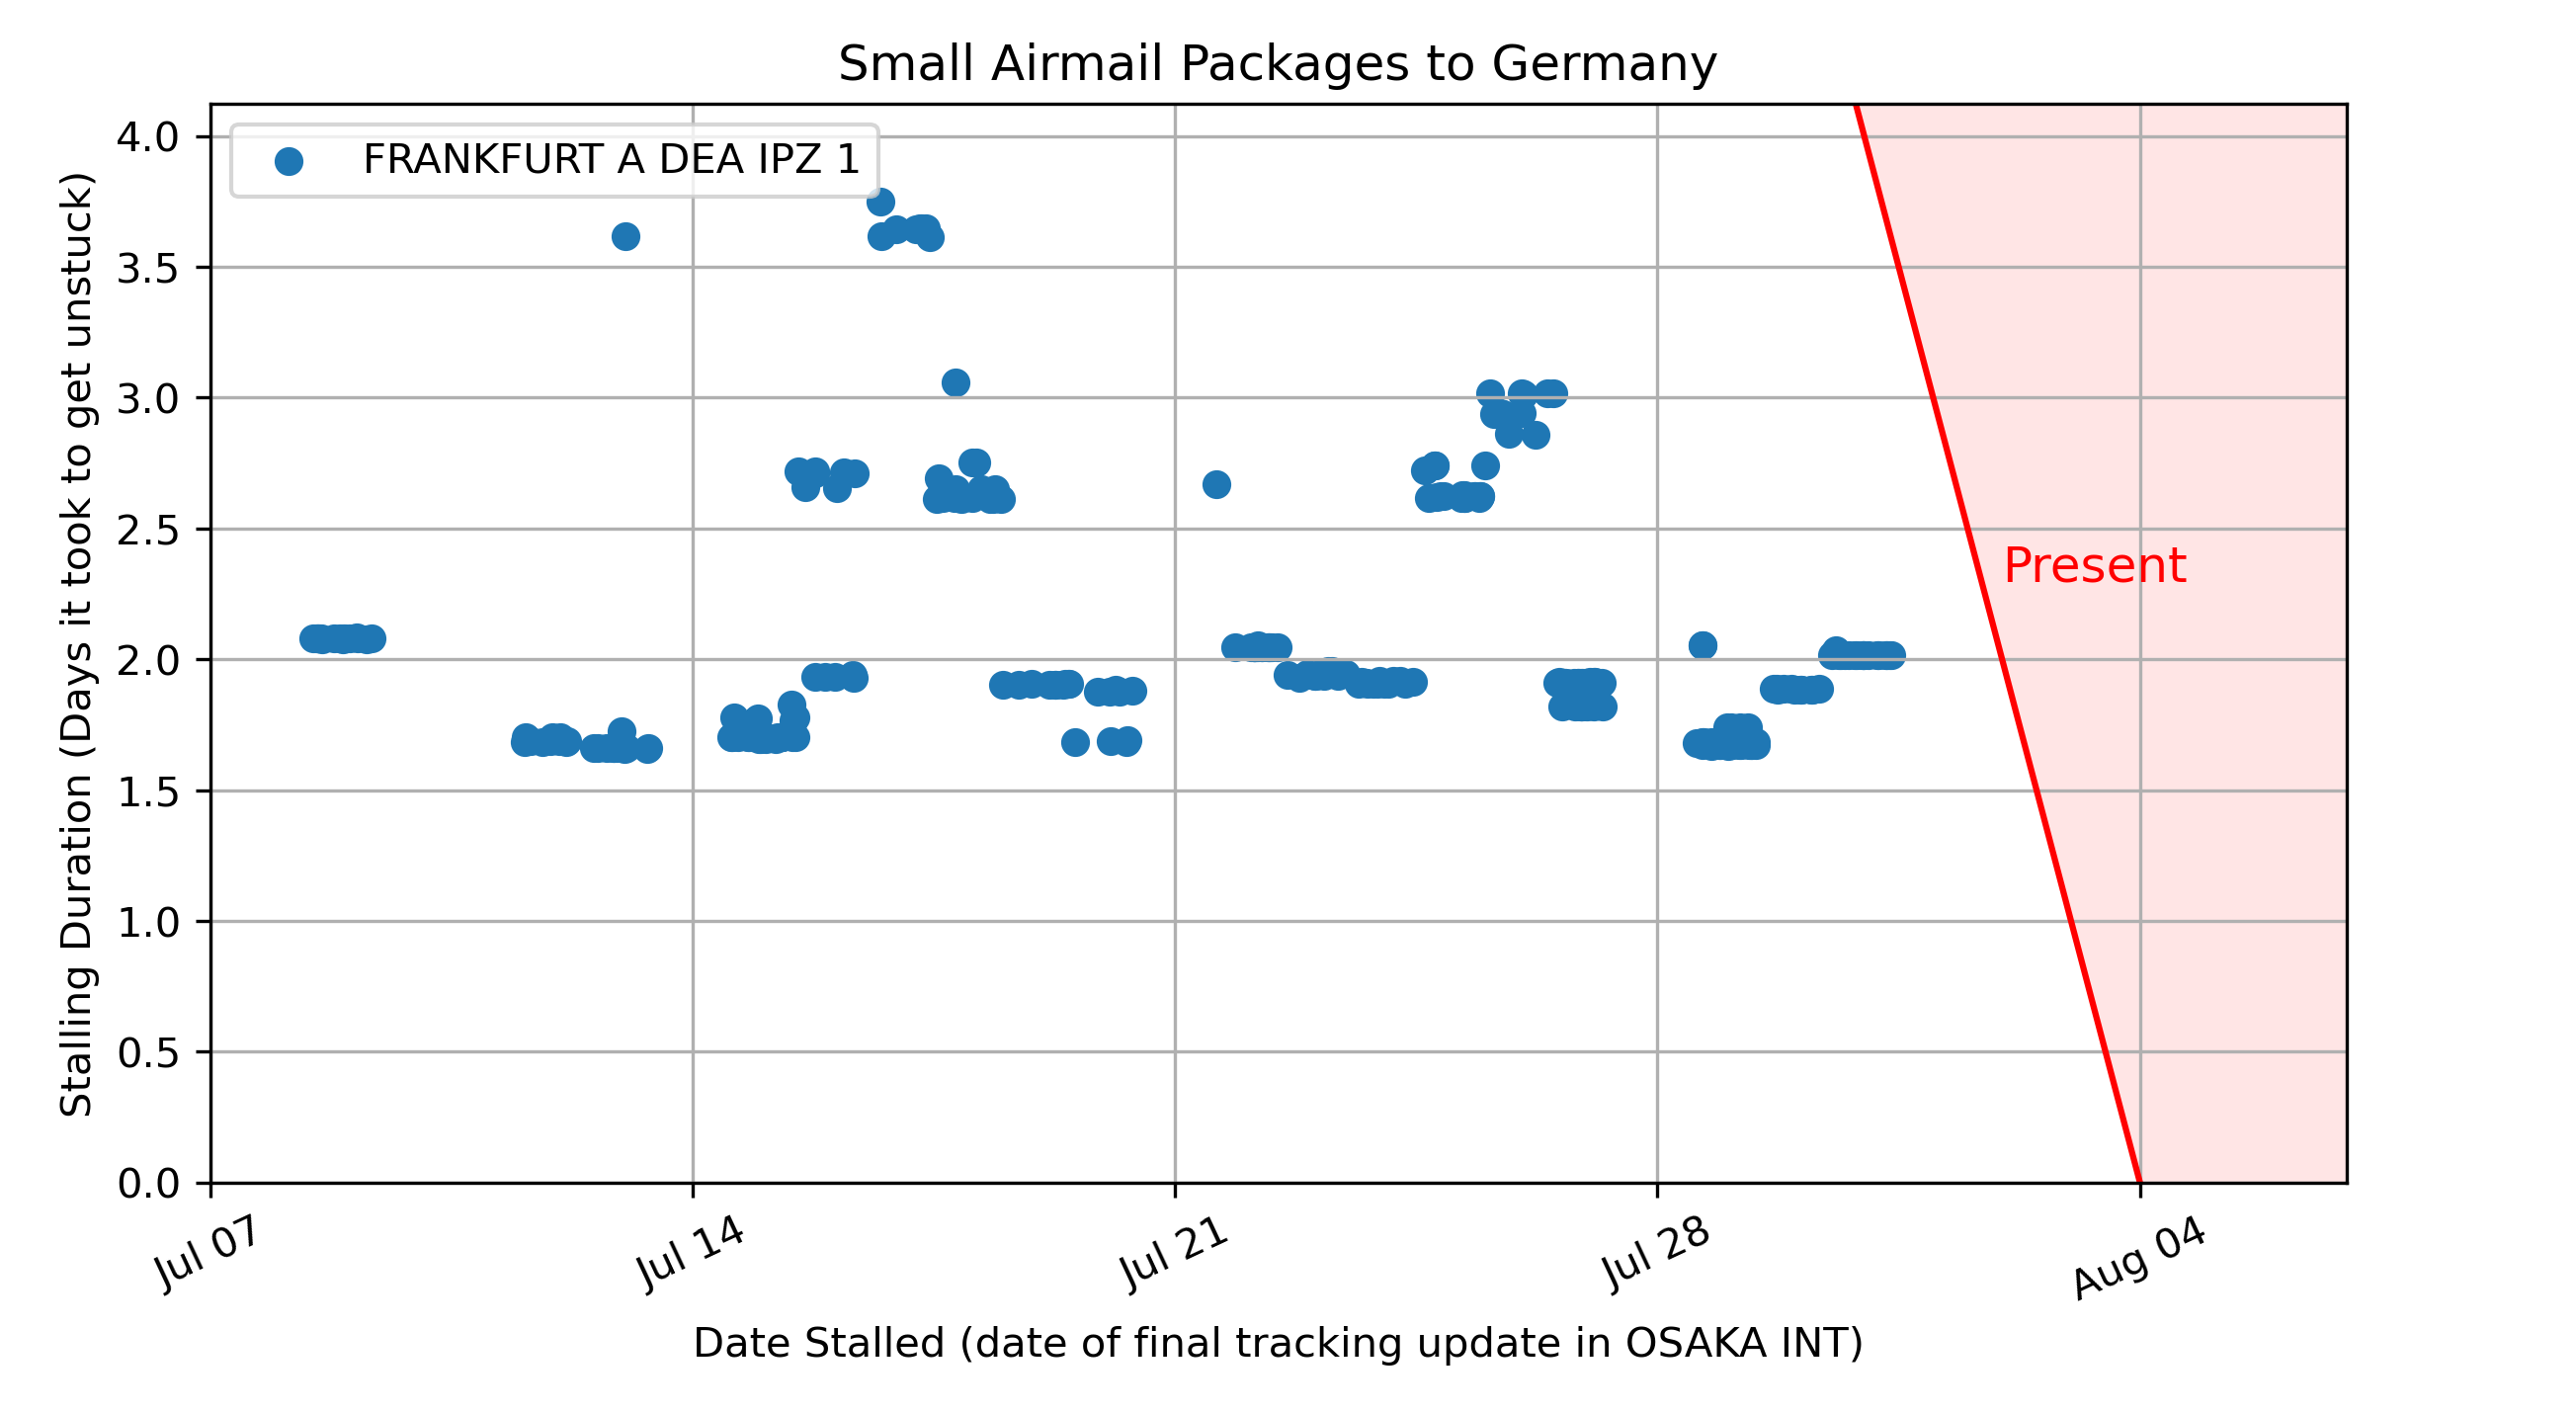 Small Airmail Packages to Germany
FRANKFURT A DEA IPZ 1
Stalling Duration (Days it took to get unstuck)
4.0
3.5
3.0
2.5
2.0
1.5
1.0
0.5
0.0
Present
Jul 07
Jul 14
Jul 21
Jul 28
Aug 04
Date Stalled (date of final tracking update in OSAKA INT)